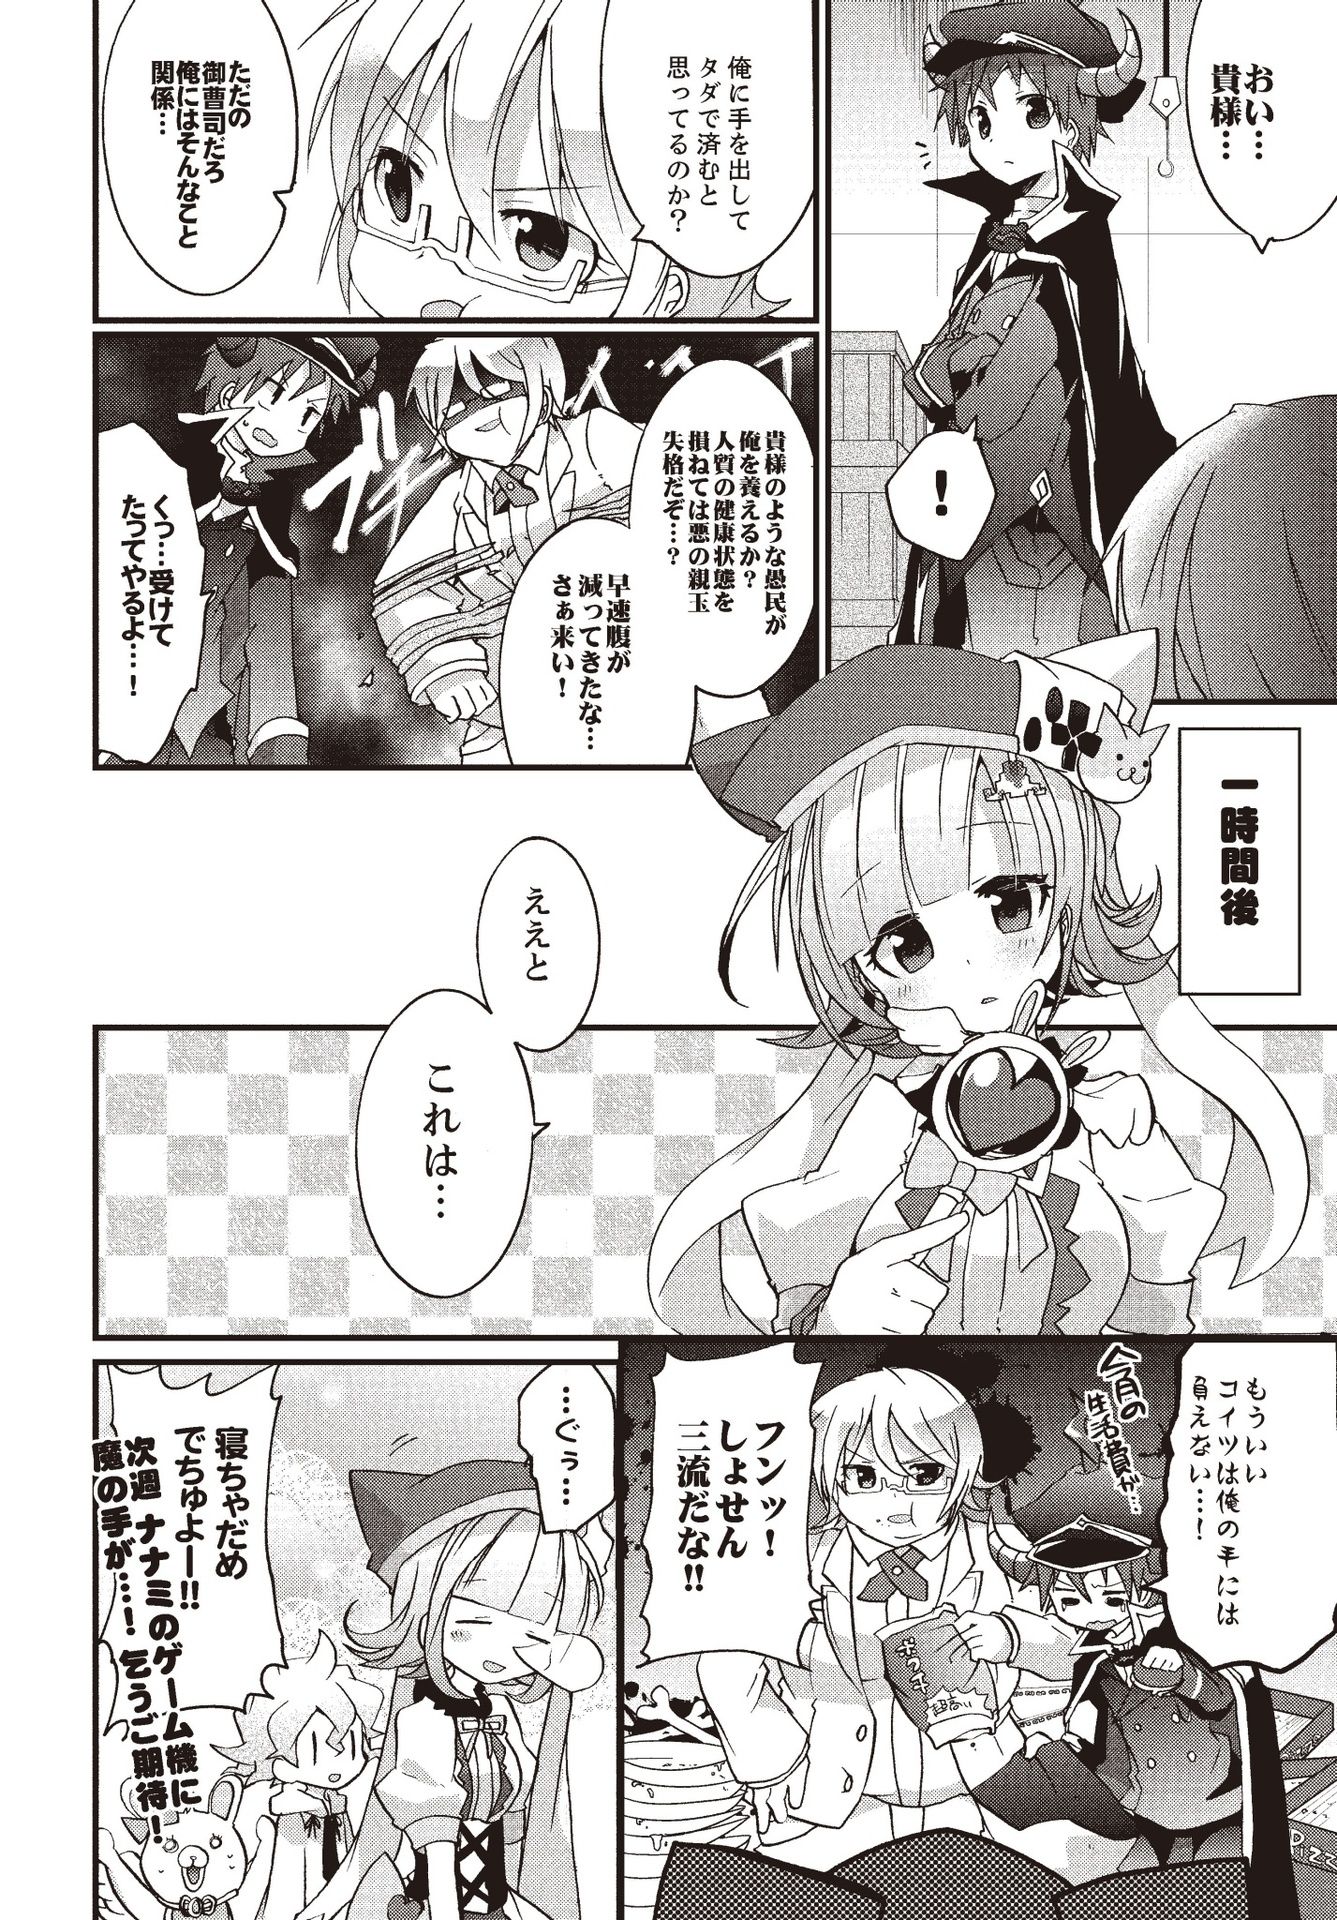 おい…
貴様…
！
俺に手を出して
タダで済むと
思ってるのか？
ただの
御曹司だろ
俺にはそんなこと
関係…
貴様のような愚民が
俺を養えるか？
人質の健康状態を
損ねては悪の親玉
失格だぞ…？
早速腹が
減ってきたな…
さぁ来い！
くっ…受けて
たってやるよ…！
一時間後
ええと
これは…
もういい
コイツは俺の手には
負えない…！
今月の
生活費が…
フンッ！
しょせん
三流だな!!
ポテチ
超高い
…ぐぅ…
寝ちゃだめ
でちゅよー!!
次週 ナナミのゲーム機に
魔の手が…！ 乞うご期待！